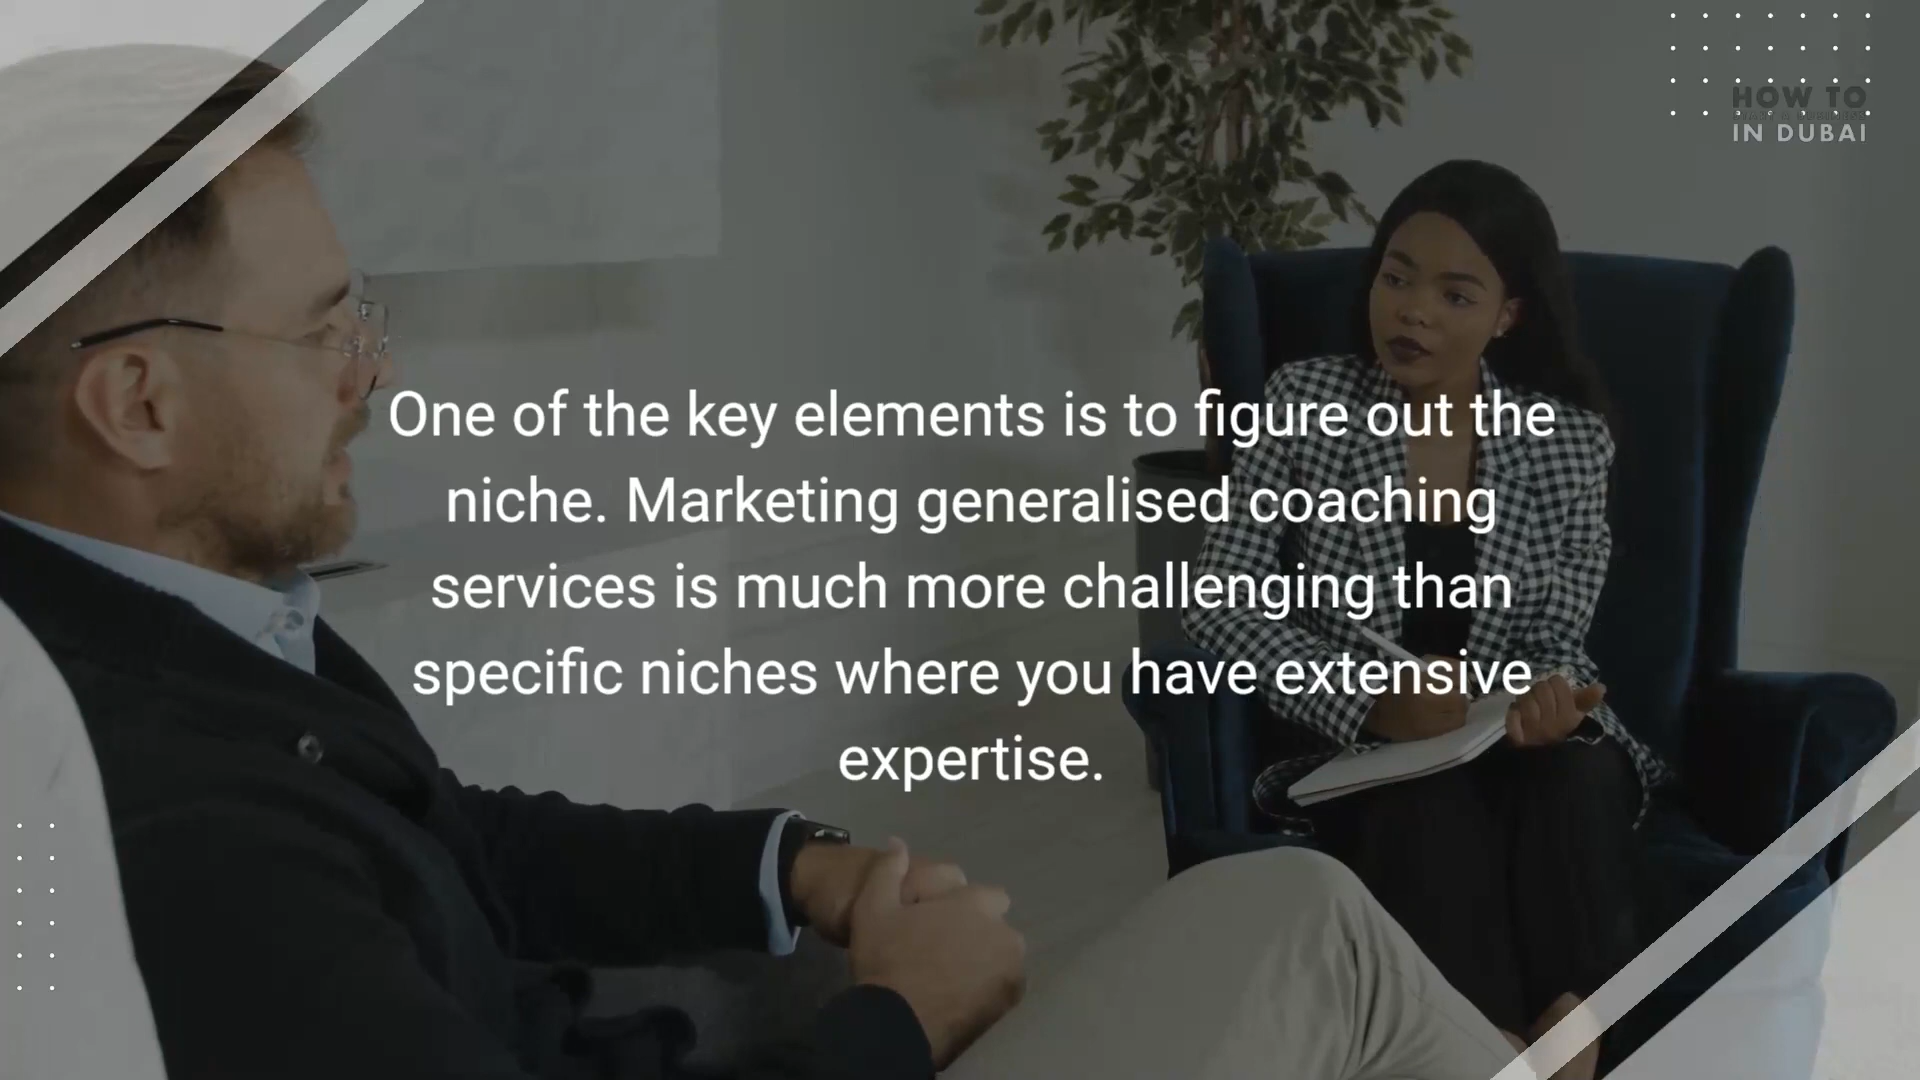 HOW TO
IN DUBAI
One of the key elements is to figure out the
niche. Marketing generalised coaching
services is much more challenging than
specific niches where you have extensive
expertise.